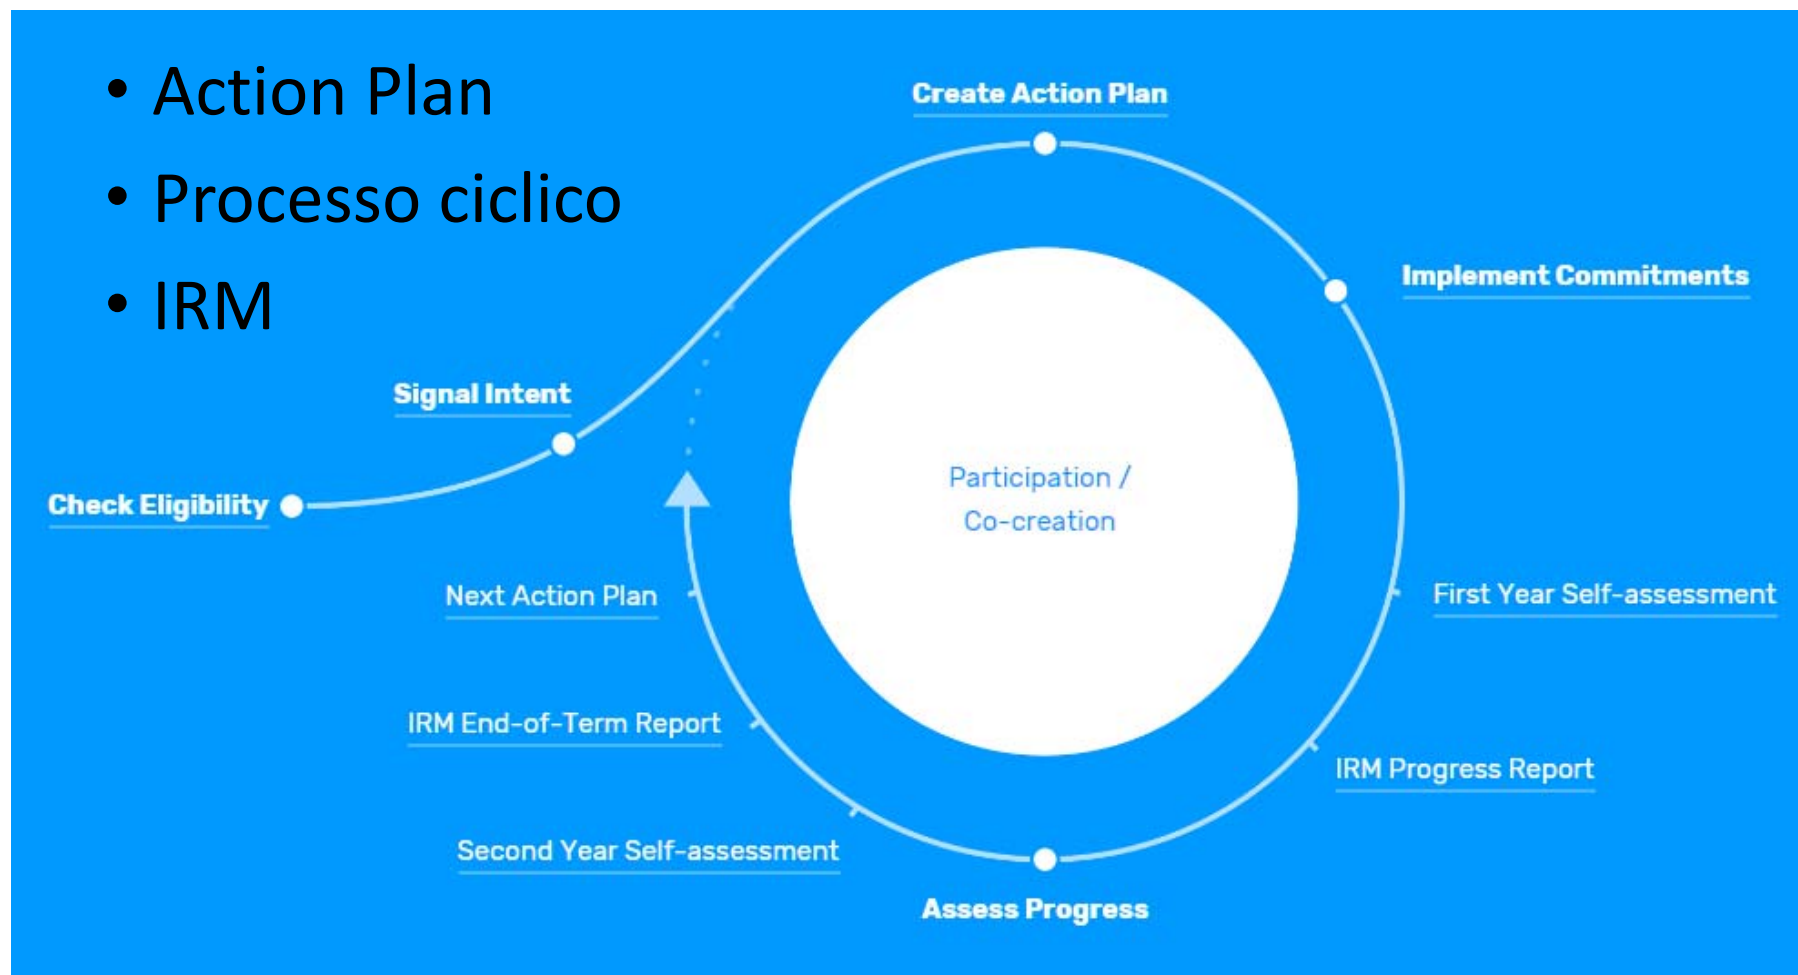 • Action Plan
• Processo ciclico
• IRM
Create Action Plan
Implement Commitments
Signal Intent
Check Eligibility
Participation /
Co-creation
Next Action Plan
First Year Self-assessment
IRM End-of-Term Report
IRM Progress Report
Second Year Self-assessment
Assess Progress